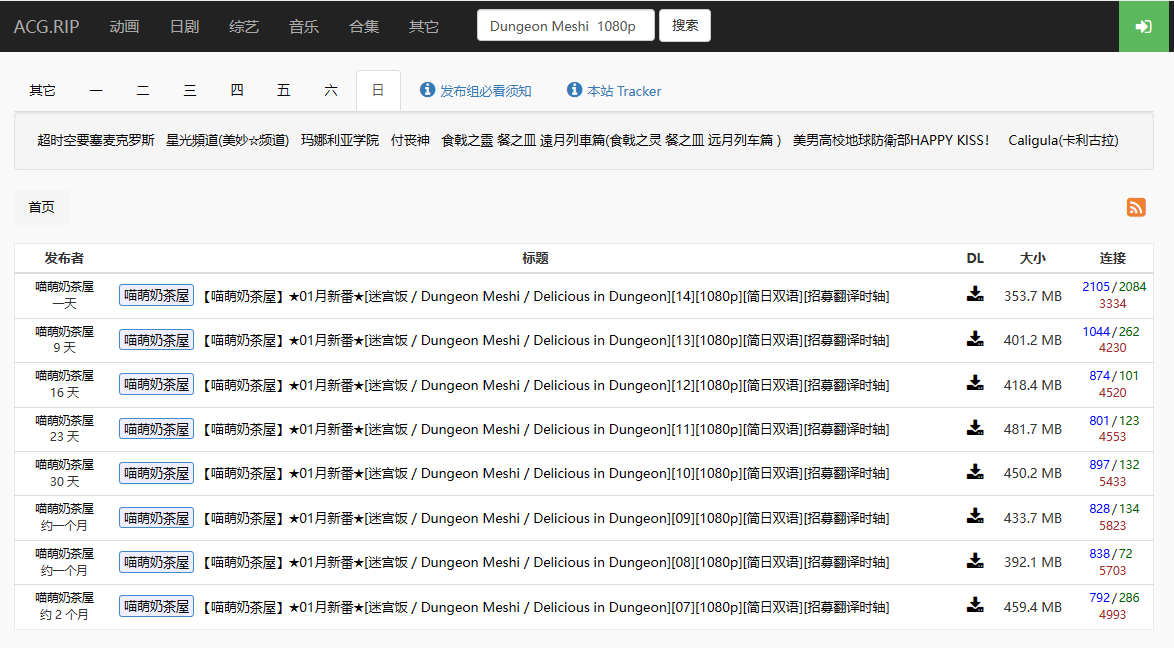 ACG.RIP 动画 日剧 综艺 音乐 合集 其它 Dungeon Meshi 1080p 搜索
其它 一 二 三 四 五 六 日 发布组必看须知 本站 Tracker
超时空要塞麦克罗斯 星光頻道(美妙☆频道) 玛娜利亚学院 付丧神 食戟之靈 餐之皿 遠月列車篇(食戟之灵 餐之皿 远月列车篇 ) 美男高校地球防衛部HAPPY KISS! Caligula(卡利古拉)
首页
发布者 标题 DL 大小 连接
喵萌奶茶屋
一天
喵萌奶茶屋 【喵萌奶茶屋】★01月新番★[迷宫饭 / Dungeon Meshi / Delicious in Dungeon][14][1080p][简日双语][招募翻译时轴] 353.7 MB
2105/2084
3334
喵萌奶茶屋
9 天
喵萌奶茶屋 【喵萌奶茶屋】★01月新番★[迷宫饭 / Dungeon Meshi / Delicious in Dungeon][13][1080p][简日双语][招募翻译时轴] 401.2 MB
1044/262
4230
喵萌奶茶屋
16 天
喵萌奶茶屋 【喵萌奶茶屋】★01月新番★[迷宫饭 / Dungeon Meshi / Delicious in Dungeon][12][1080p][简日双语][招募翻译时轴] 418.4 MB
874/101
4520
喵萌奶茶屋
23 天
喵萌奶茶屋 【喵萌奶茶屋】★01月新番★[迷宫饭 / Dungeon Meshi / Delicious in Dungeon][11][1080p][简日双语][招募翻译时轴] 481.7 MB
801/123
4553
喵萌奶茶屋
30 天
喵萌奶茶屋 【喵萌奶茶屋】★01月新番★[迷宫饭 / Dungeon Meshi / Delicious in Dungeon][10][1080p][简日双语][招募翻译时轴] 450.2 MB
897/132
5433
喵萌奶茶屋
约一个月
喵萌奶茶屋 【喵萌奶茶屋】★01月新番★[迷宫饭 / Dungeon Meshi / Delicious in Dungeon][09][1080p][简日双语][招募翻译时轴] 433.7 MB
828/134
5823
喵萌奶茶屋
约一个月
喵萌奶茶屋 【喵萌奶茶屋】★01月新番★[迷宫饭 / Dungeon Meshi / Delicious in Dungeon][08][1080p][简日双语][招募翻译时轴] 392.1 MB
838/72
5703
喵萌奶茶屋
约 2 个月
喵萌奶茶屋 【喵萌奶茶屋】★01月新番★[迷宫饭 / Dungeon Meshi / Delicious in Dungeon][07][1080p][简日双语][招募翻译时轴] 459.4 MB
792/286
4993